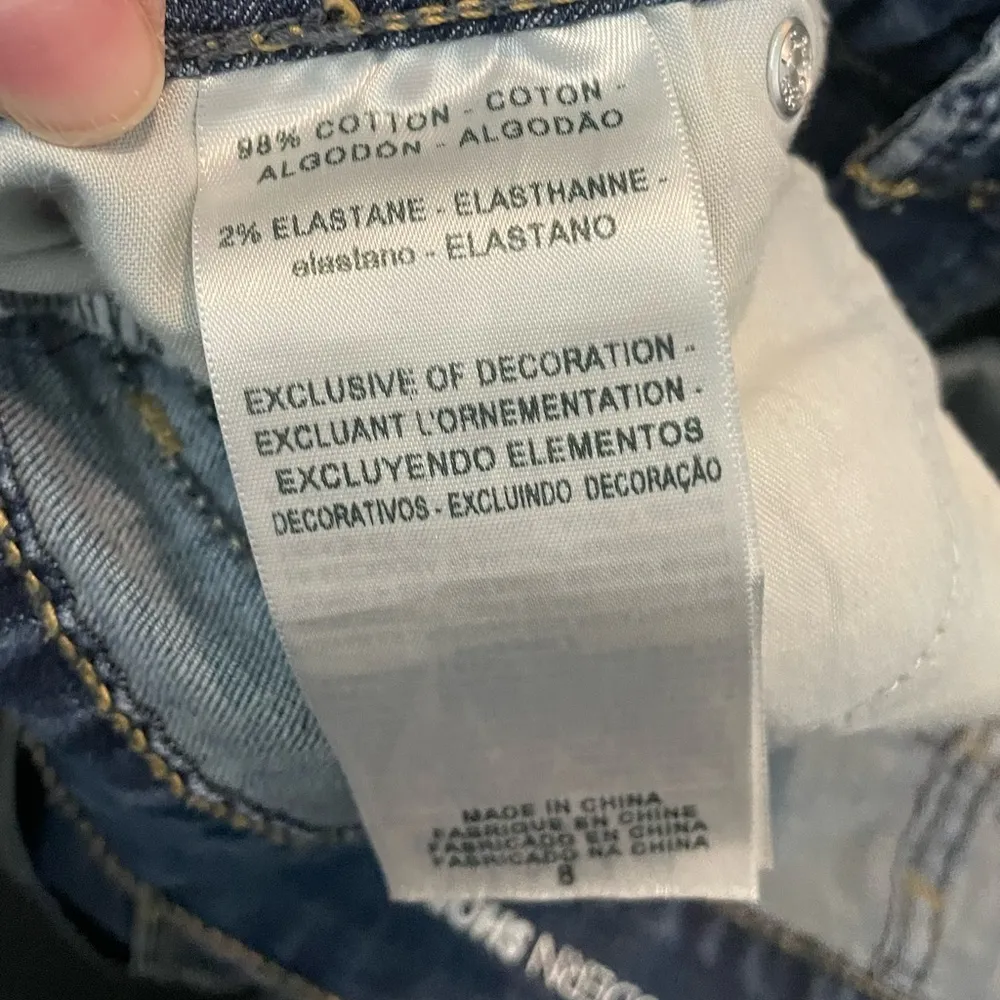 98% COTTON - COTON -
ALGODÓN - ALGODÃO
2% ELASTANE - ELASTHANNE -
elastano - ELASTANO
EXCLUSIVE OF DECORATION -
EXCLUANT L'ORNEMENTATION -
EXCLUYENDO ELEMENTOS
DECORATIVOS - EXCLUINDO DECORAÇÃO
MADE IN CHINA
FABRIQUE EN CHINE
FABRICADO EN CHINA
FABRICADO NA CHINA
8